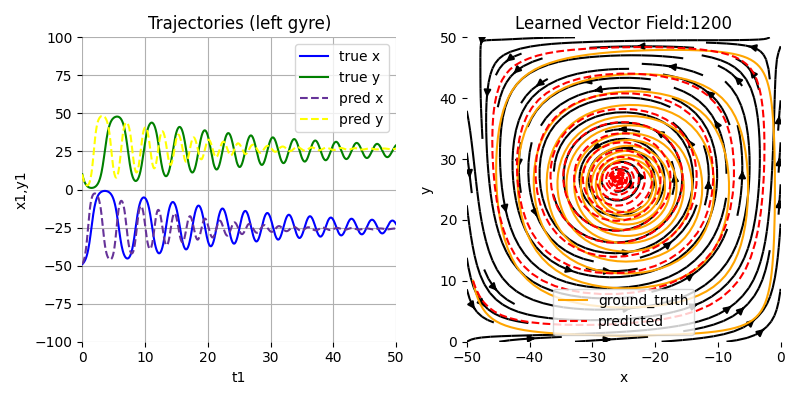 Trajectories (left gyre)
100
75
50
25
0
−25
−50
−75
−100
x1,y1
0
10
20
30
40
50
t1
true x
true y
pred x
pred y
Learned Vector Field:1200
50
40
30
20
10
0
y
−50
−40
−30
−20
−10
0
x
ground_truth
predicted